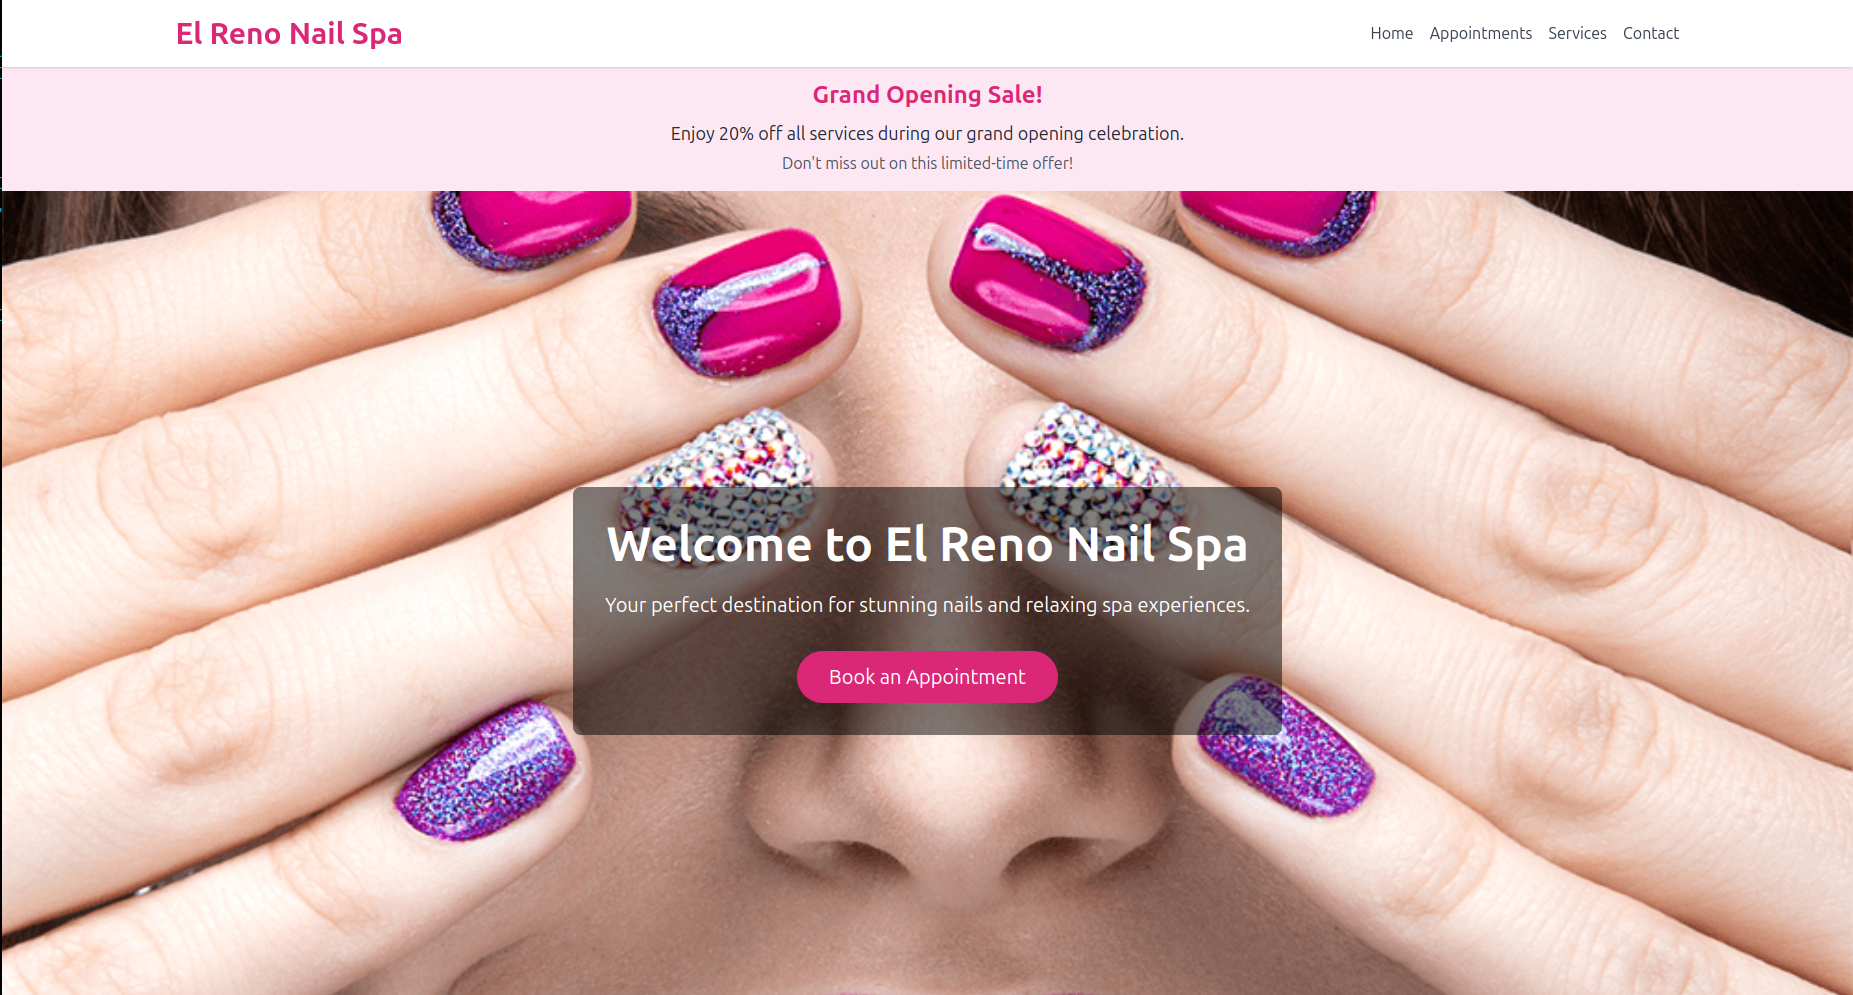 El Reno Nail Spa
Home Appointments Services Contact
Grand Opening Sale!
Enjoy 20% off all services during our grand opening celebration.
Don't miss out on this limited-time offer!
Welcome to El Reno Nail Spa
Your perfect destination for stunning nails and relaxing spa experiences.
Book an Appointment